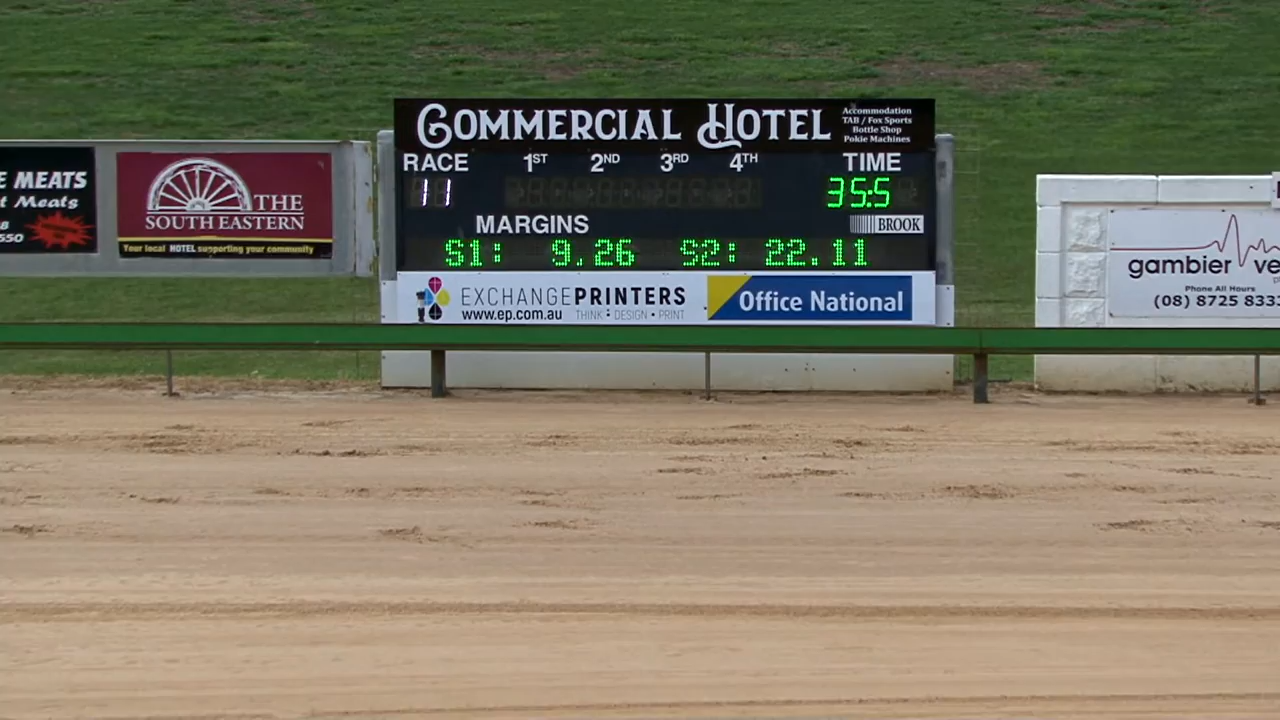 COMMERCIAL HOTEL
Accommodation
TAB / Fox Sports
Bottle Shop
Pokie Machines
RACE 1ST 2ND 3RD 4TH TIME
11 35:5
MARGINS BROOK
S1: 9.26 S2: 22.11
EXCHANGEPRINTERS
www.ep.com.au THINK : DESIGN • PRINT
Office National
E MEATS
t Meats
8
550
THE
SOUTH EASTERN
Your local HOTEL supporting your community
gambier ve
Phone All Hours
(08) 8725 833